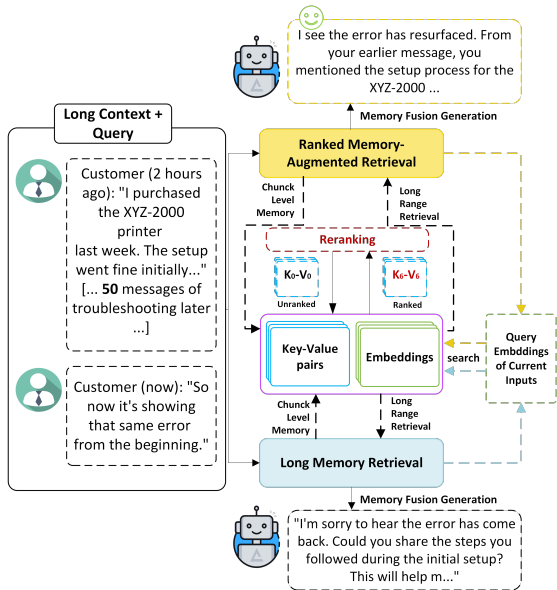 I see the error has resurfaced. From
your earlier message, you
mentioned the setup process for the
XYZ-2000 ...
Memory Fusion Generation
Long Context +
Query
Ranked Memory-
Augmented Retrieval
Customer (2 hours
ago): "I purchased
the XYZ-2000
printer
last week. The setup
went fine initially..."
[... 50 messages of
troubleshooting later
...]
Chunck
Level
Memory
Long
Range
Retrieval
Reranking
K0-V0
Unranked
K6-V6
Ranked
Key-Value
pairs
Embeddings
search
Query
Embddings
of Current
Inputs
Customer (now): "So
now it's showing
that same error
from the beginning."
Chunck
Level
Memory
Long
Range
Retrieval
Long Memory Retrieval
Memory Fusion Generation
"I'm sorry to hear the error has come
back. Could you share the steps you
followed during the initial setup?
This will help m..."